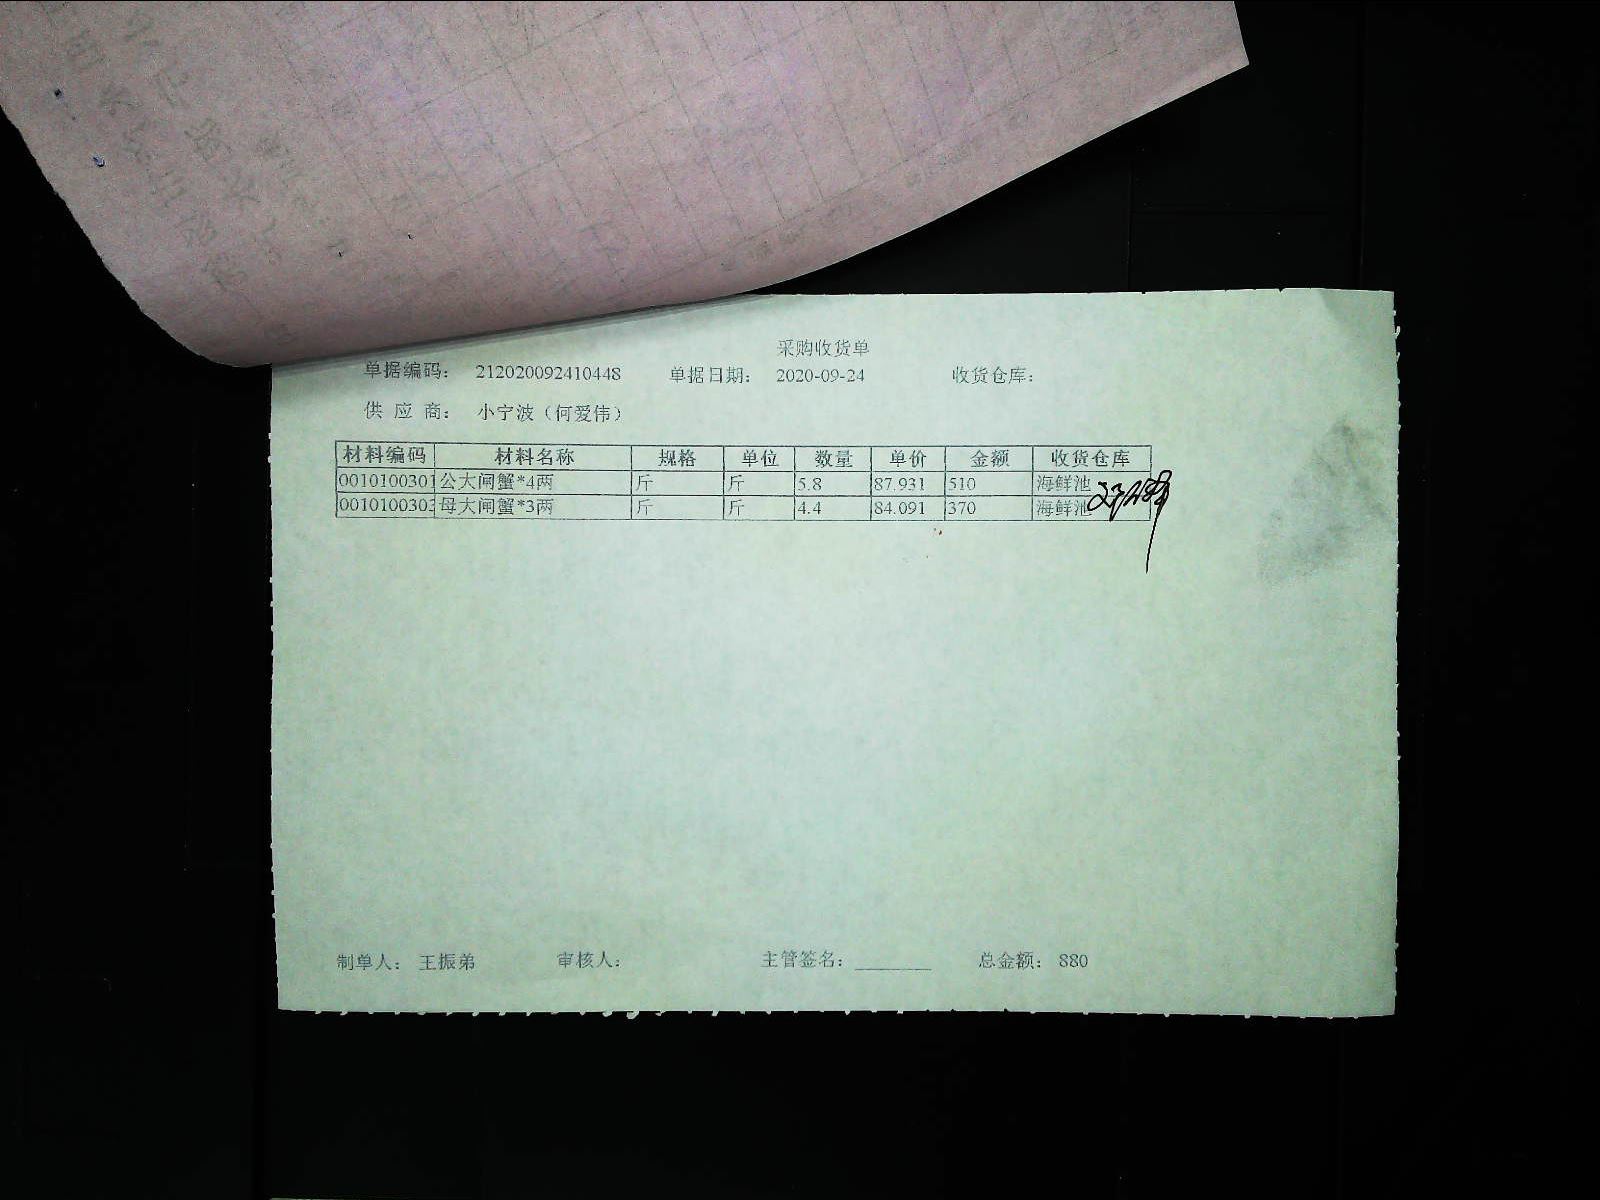 采购收货单
单据编码: 212020092410448 单据日期: 2020-09-24 收货仓库:
供 应 商: 小宁波(何爱伟)
材料编码 材料名称 规格 单位 数量 单价 金额 收货仓库
0010100301 公大闸蟹*4两 斤 斤 5.8 87.931 510 海鲜池
0010100303 母大闸蟹*3两 斤 斤 4.4 84.091 370 海鲜池
制单人: 王振弟 审核人: 主管签名: ________ 总金额: 880